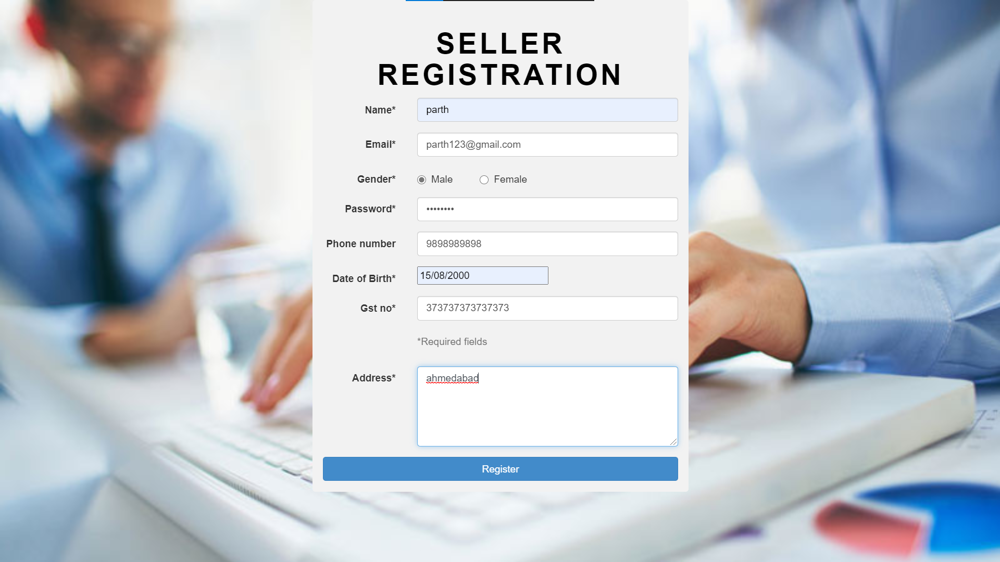 SELLER
REGISTRATION
Name* parth
Email* parth123@gmail.com
Gender* Male Female
Password* ••••••••
Phone number 9898989898
Date of Birth* 15/08/2000
Gst no* 373737373737373
*Required fields
Address* ahmedabad
Register